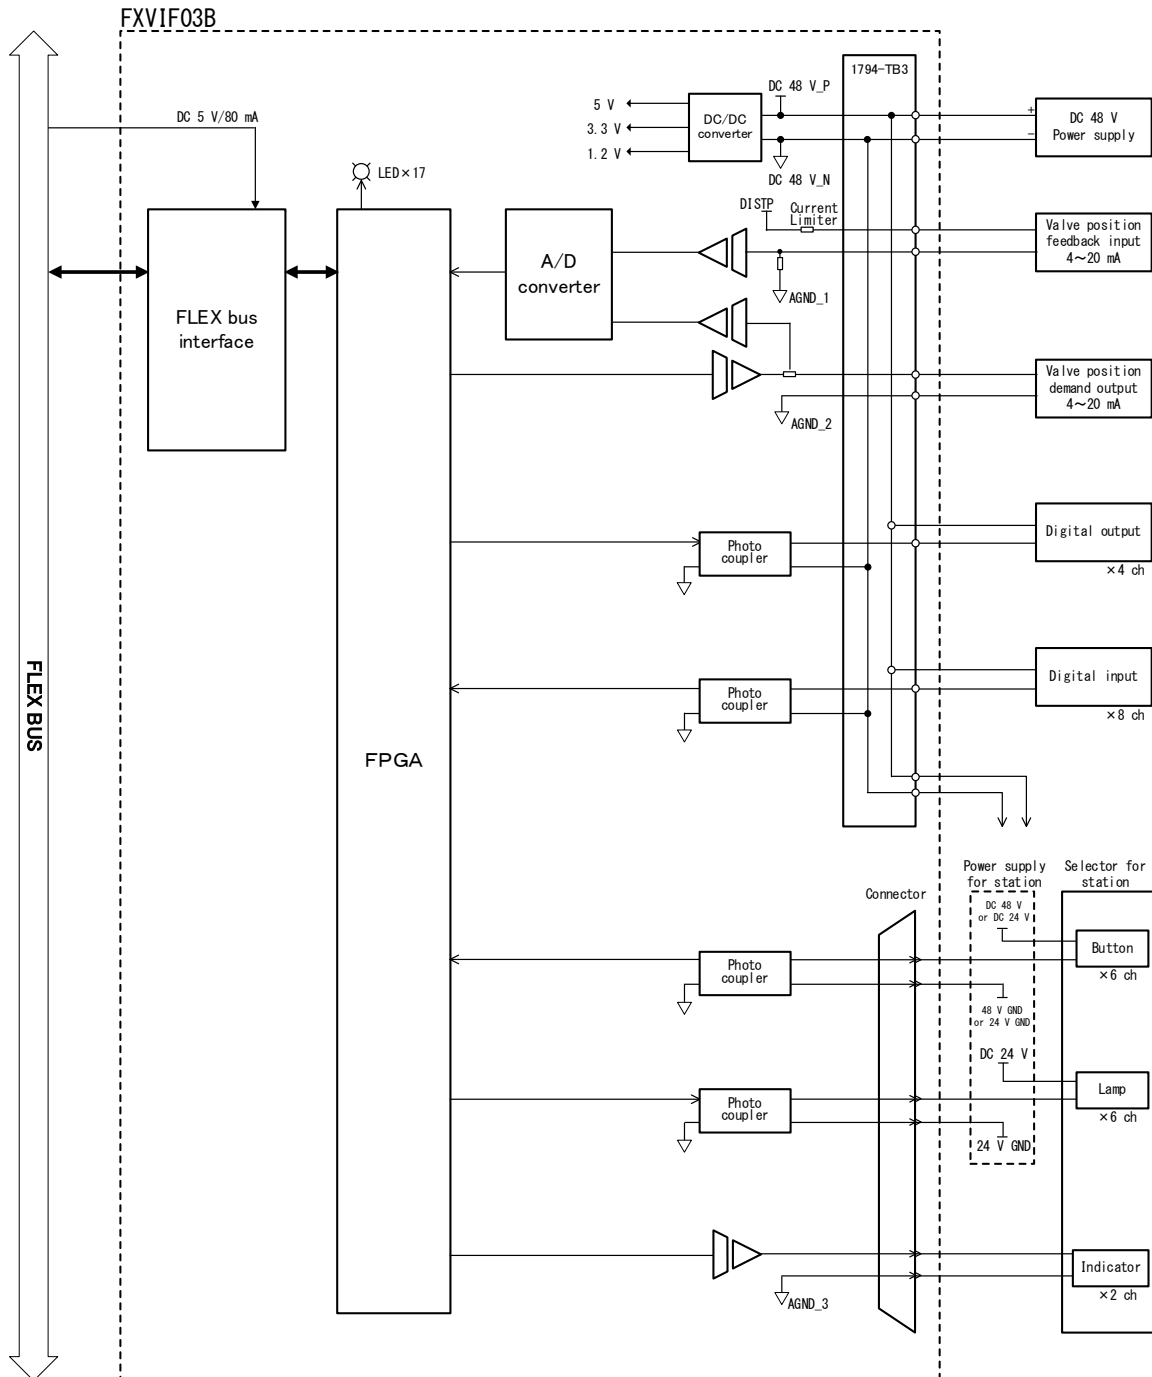 FXVIF03B
1794-TB3
DC 48 V_P
5 V
3.3 V
1.2 V
DC/DC
converter
+
−
DC 48 V
Power supply
DC 5 V/80 mA
LED×17
DC 48 V_N
DISTP
Current
Limiter
Valve position
feedback input
4～20 mA
A/D
converter
AGND_1
FLEX bus
interface
Valve position
demand output
4～20 mA
AGND_2
Photo
coupler
Digital output
×4 ch
FLEX BUS
Photo
coupler
Digital input
×8 ch
FPGA
Power supply
for station
Selector for
station
Connector
DC 48 V
or DC 24 V
Button
×6 ch
Photo
coupler
48 V GND
or 24 V GND
DC 24 V
Lamp
×6 ch
Photo
coupler
24 V GND
Indicator
×2 ch
AGND_3